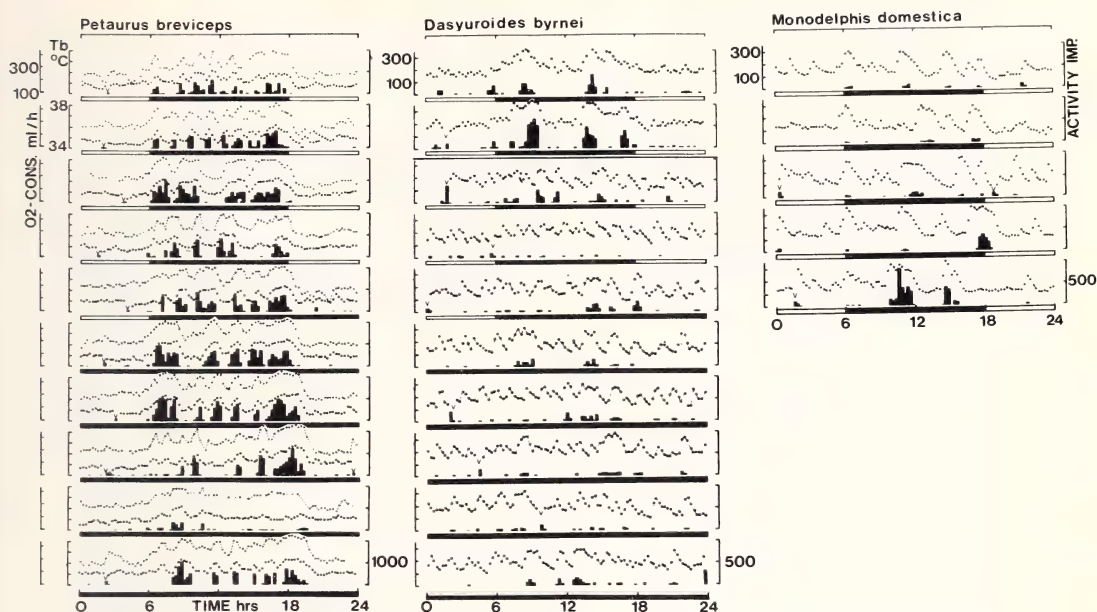 Petaurus breviceps
Dasyuroides byrnei
Monodelphis domestica
Tb
°C
300
100
38
34
ml/h
O2-CONS.
300
100
300
100
ACTIVITY IMP.
500
0 6 12 18 24
1000
500
0 6 TIME hrs 18 24
0 6 12 18 24